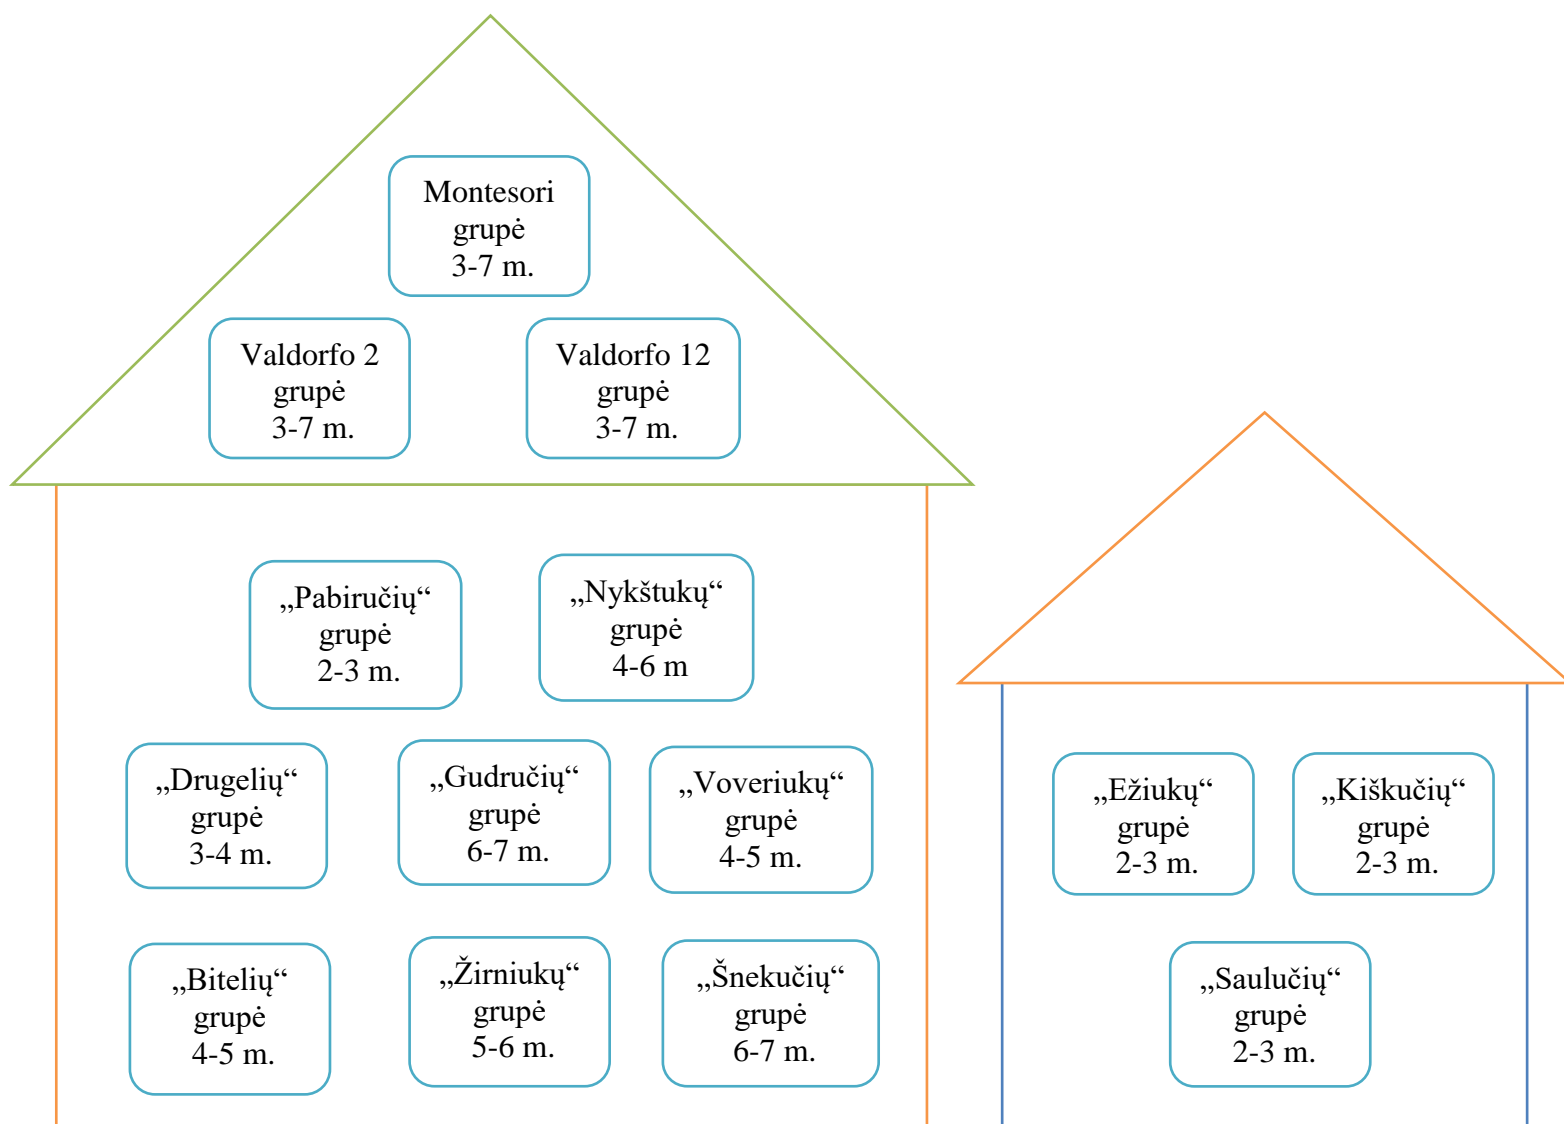 Montesori
grupė
3-7 m.
Valdorfo 2
grupė
3-7 m.
Valdorfo 12
grupė
3-7 m.
„Pabiručių“
grupė
2-3 m.
„Nykštukų“
grupė
4-6 m
„Drugelių“
grupė
3-4 m.
„Gudručių“
grupė
6-7 m.
„Voveriukų“
grupė
4-5 m.
„Ežiukų“
grupė
2-3 m.
„Kiškučių“
grupė
2-3 m.
„Bitelių“
grupė
4-5 m.
„Žirniukų“
grupė
5-6 m.
„Šnekučių“
grupė
6-7 m.
„Saulučių“
grupė
2-3 m.